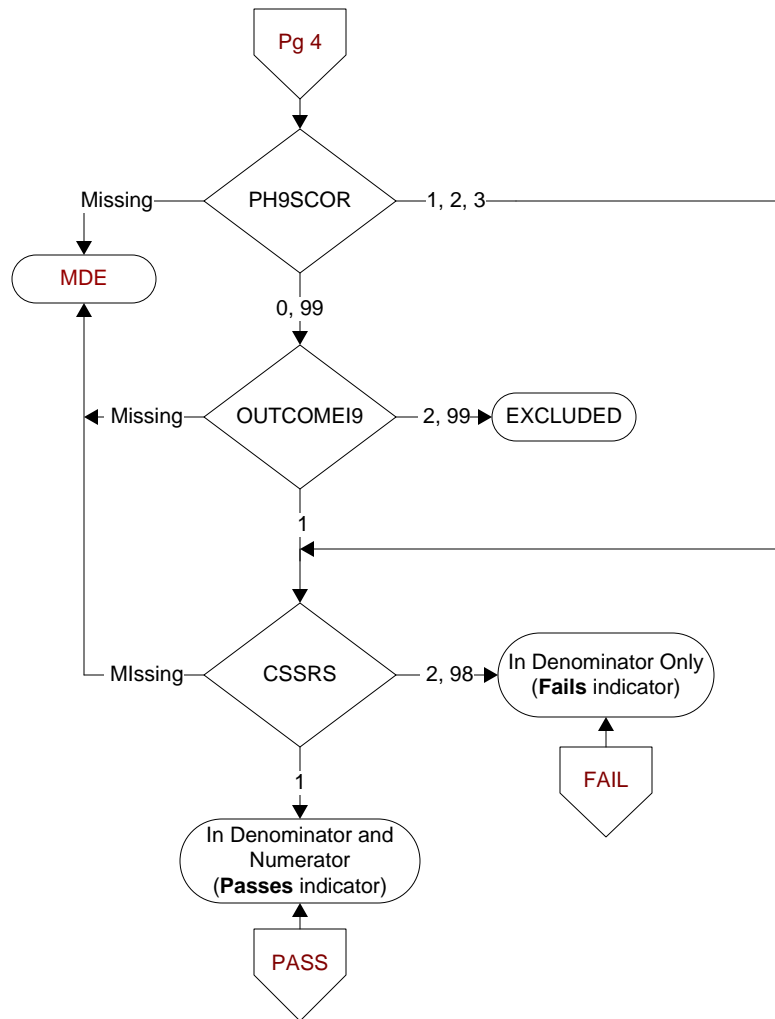 Pg 4
PH9SCOR
Missing
1, 2, 3
MDE
0, 99
Missing
OUTCOMEI9
2, 99
EXCLUDED
1
MIssing
CSSRS
2, 98
In Denominator Only
(Fails indicator)
1
FAIL
In Denominator and
Numerator
(Passes indicator)
PASS